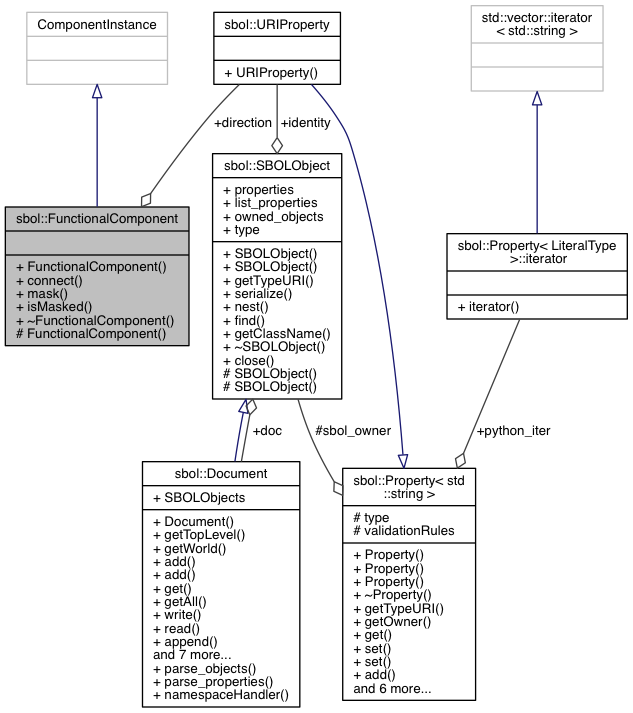 ComponentInstance
sbol::URIProperty
+ URIProperty()
std::vector::iterator
< std::string >
+direction
+identity
sbol::FunctionalComponent
+ FunctionalComponent()
+ connect()
+ mask()
+ isMasked()
+ ~FunctionalComponent()
# FunctionalComponent()
sbol::SBOLObject
+ properties
+ list_properties
+ owned_objects
+ type
+ SBOLObject()
+ SBOLObject()
+ getTypeURI()
+ serialize()
+ nest()
+ find()
+ getClassName()
+ ~SBOLObject()
+ close()
# SBOLObject()
# SBOLObject()
sbol::Property< LiteralType
>::iterator
+ iterator()
+doc
#sbol_owner
+python_iter
sbol::Document
+ SBOLObjects
+ Document()
+ getTopLevel()
+ getWorld()
+ add()
+ add()
+ get()
+ getAll()
+ write()
+ read()
+ append()
and 7 more...
+ parse_objects()
+ parse_properties()
+ namespaceHandler()
sbol::Property< std
::string >
# type
# validationRules
+ Property()
+ Property()
+ Property()
+ ~Property()
+ getTypeURI()
+ getOwner()
+ get()
+ set()
+ set()
+ add()
and 6 more...